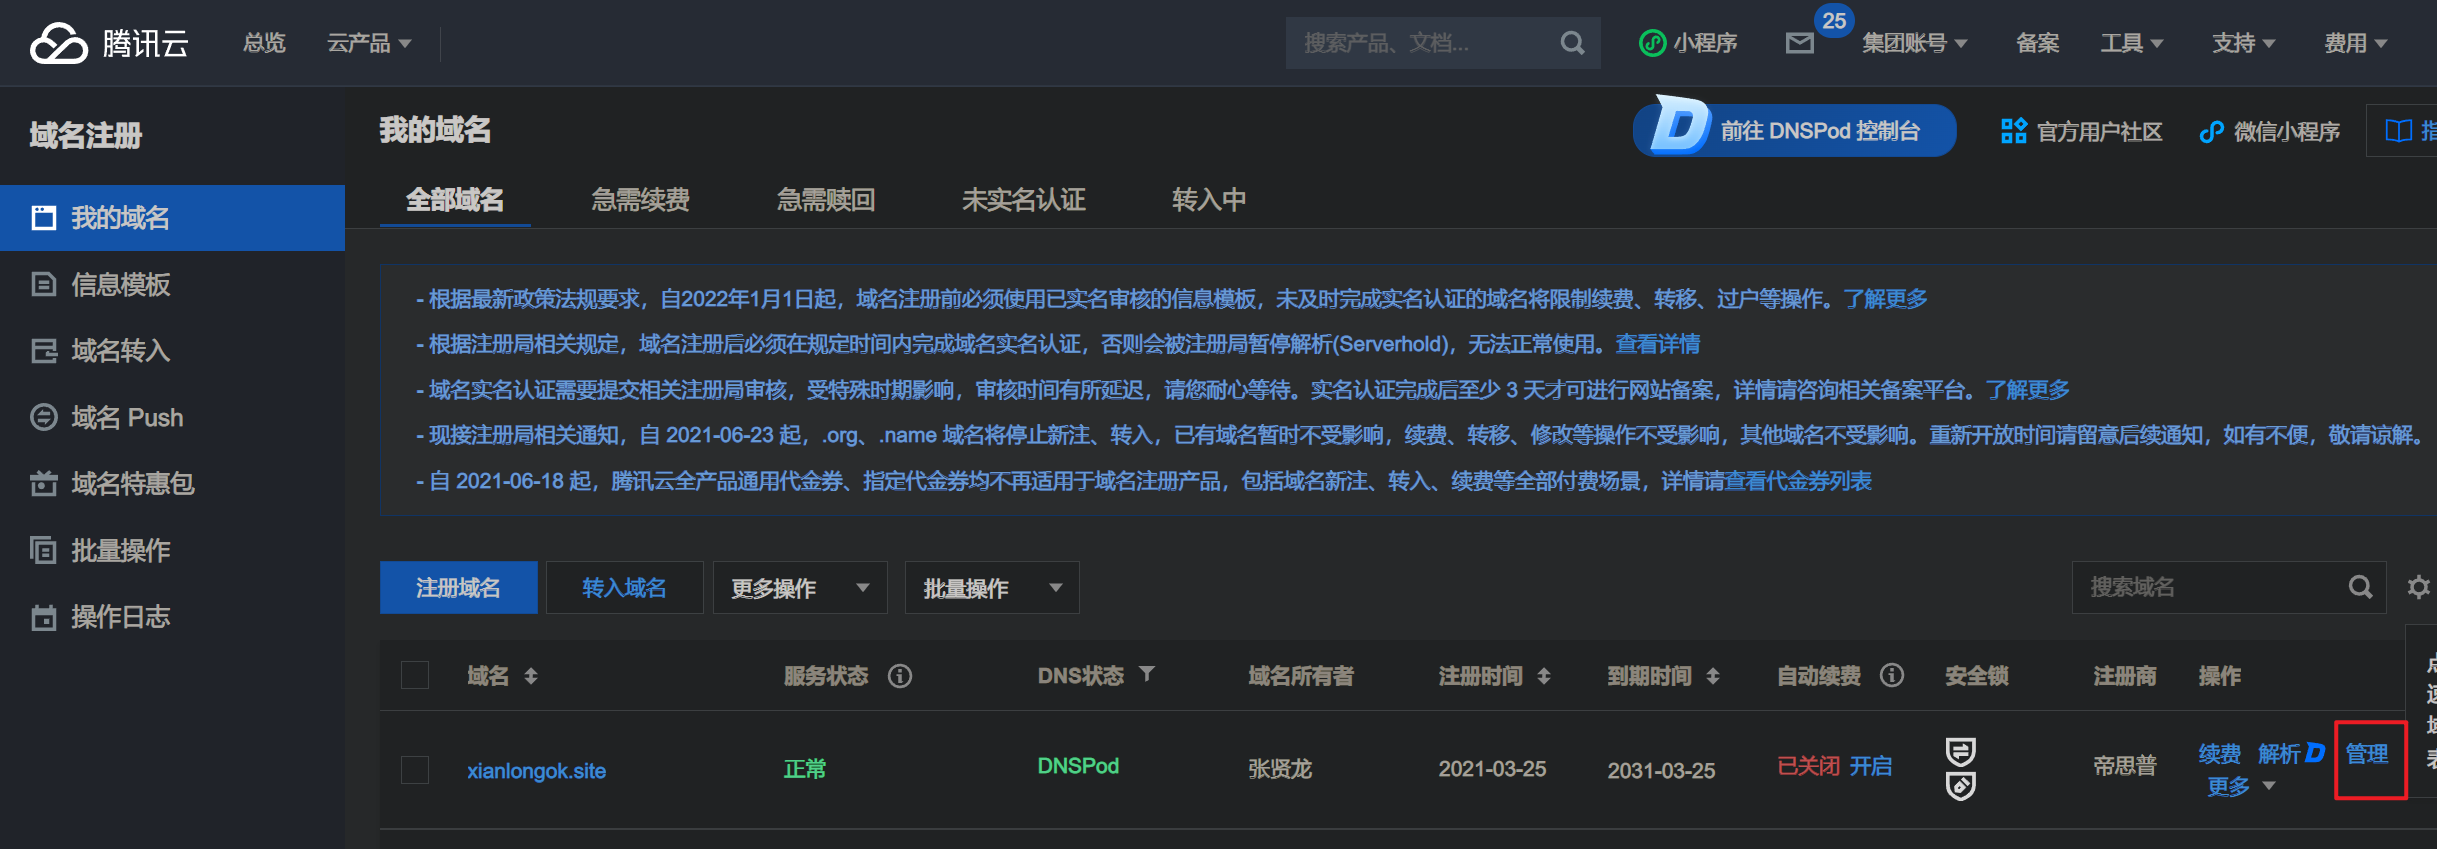 腾讯云 总览 云产品 搜索产品、文档... 小程序 25 集团账号 备案 工具 支持 费用
域名注册
我的域名
信息模板
域名转入
域名 Push
域名特惠包
批量操作
操作日志
我的域名 前往 DNSPod 控制台 官方用户社区 微信小程序
全部域名 急需续费 急需赎回 未实名认证 转入中
- 根据最新政策法规要求，自2022年1月1日起，域名注册前必须使用已实名审核的信息模板，未及时完成实名认证的域名将限制续费、转移、过户等操作。了解更多
- 根据注册局相关规定，域名注册后必须在规定时间内完成域名实名认证，否则会被注册局暂停解析(Serverhold)，无法正常使用。查看详情
- 域名实名认证需要提交相关注册局审核，受特殊时期影响，审核时间有所延迟，请您耐心等待。实名认证完成后至少 3 天才可进行网站备案，详情请咨询相关备案平台。了解更多
- 现接注册局相关通知，自 2021-06-23 起，.org、.name 域名将停止新注、转入，已有域名暂时不受影响，续费、转移、修改等操作不受影响，其他域名不受影响。重新开放时间请留意后续通知，如有不便，敬请谅解。
- 自 2021-06-18 起，腾讯云全产品通用代金券、指定代金券均不再适用于域名注册产品，包括域名新注、转入、续费等全部付费场景，详情请查看代金券列表
注册域名 转入域名 更多操作 批量操作 搜索域名
域名 服务状态 DNS状态 域名所有者 注册时间 到期时间 自动续费 安全锁 注册商 操作
xianlongok.site 正常 DNSPod 张贤龙 2021-03-25 2031-03-25 已关闭 开启 帝思普 续费 解析 管理
更多